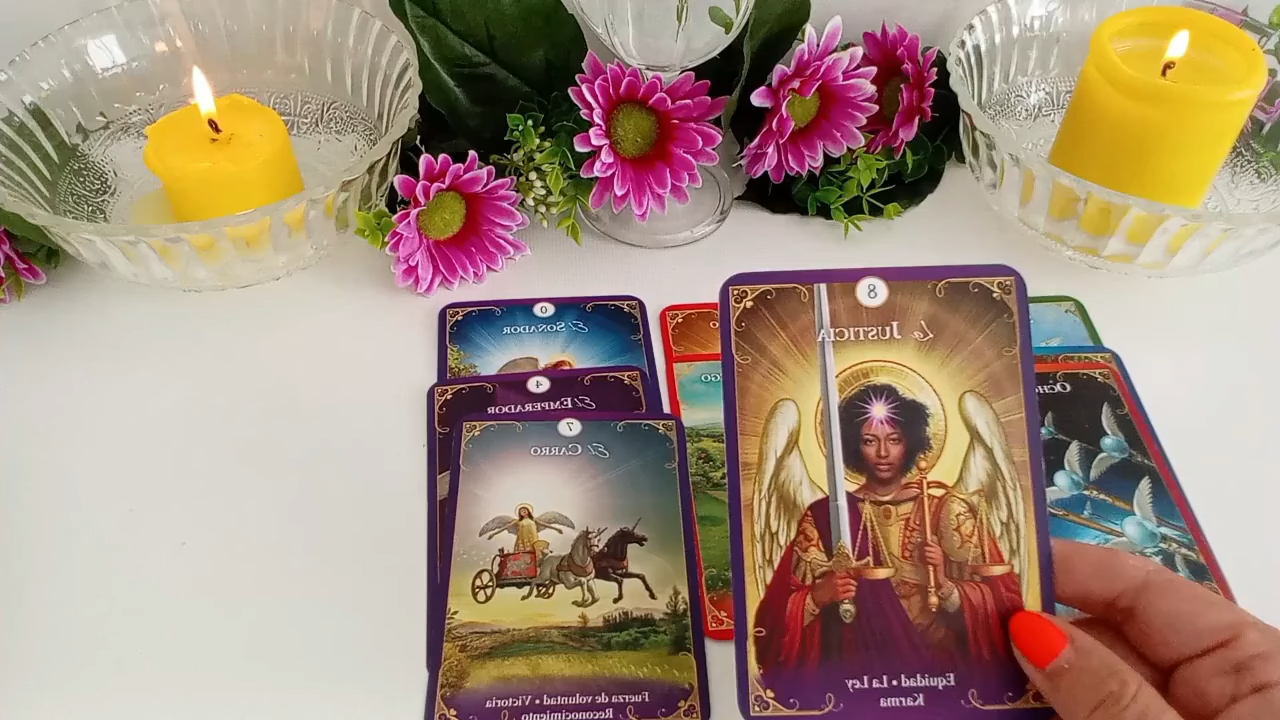 0
El Soñador
4
El Emperador
7
El Carro
Fuerza de voluntad • Victoria
Reconocimiento
8
La Justicia
Equidad • La Ley
Karma
Ocho